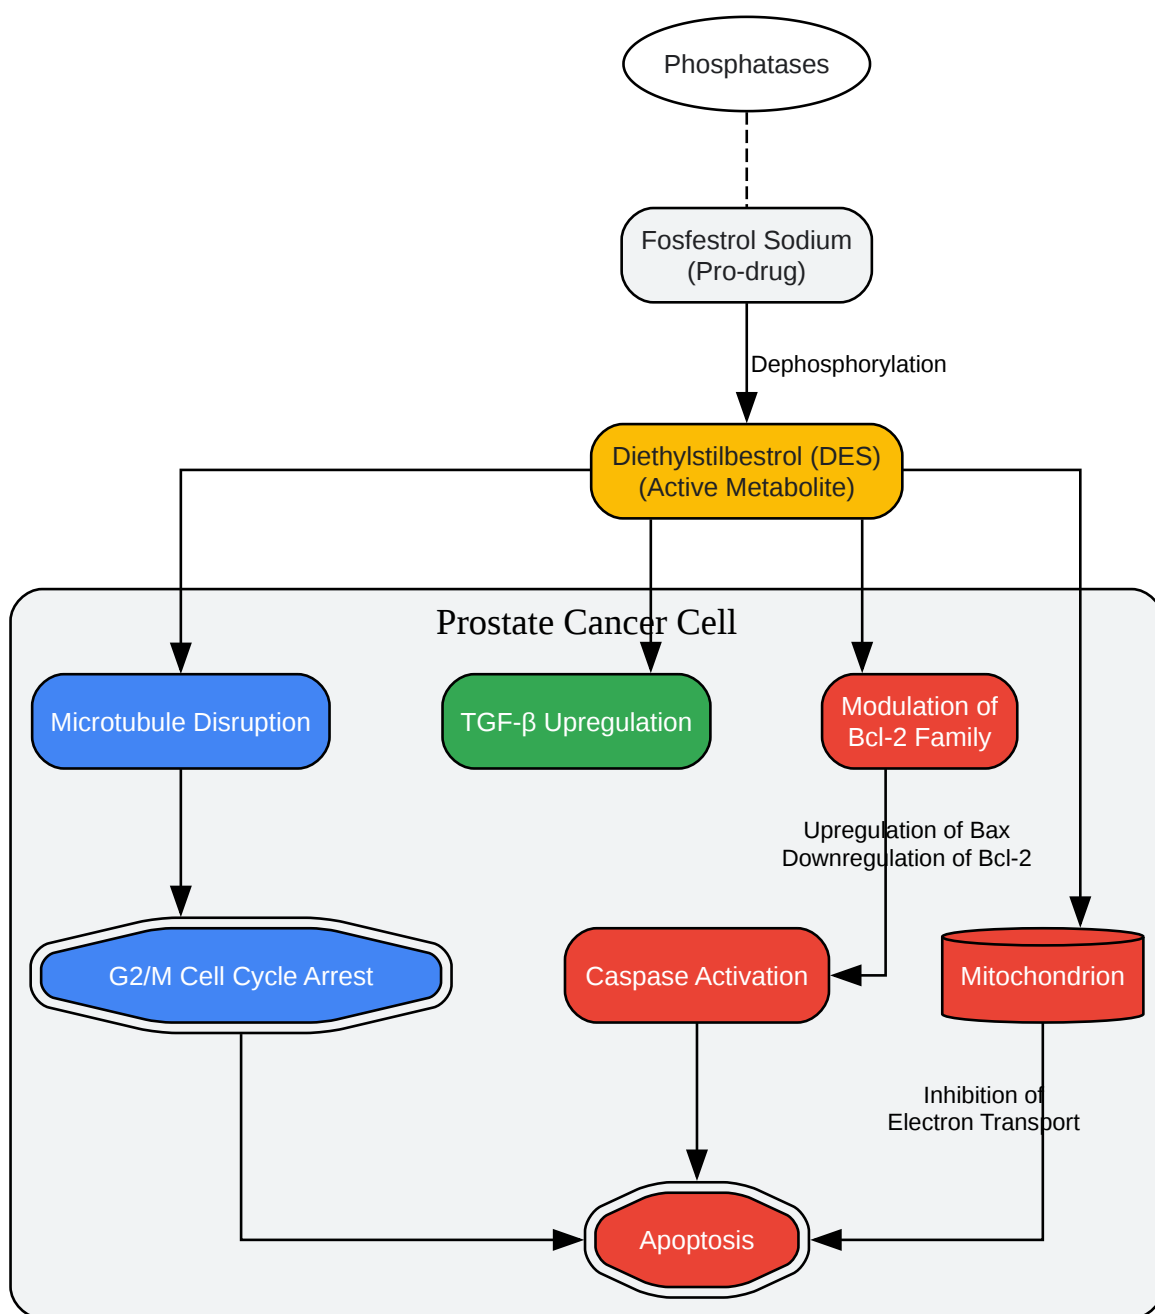 Phosphatases
Fosfestrol Sodium
(Pro-drug)
Dephosphorylation
Diethylstilbestrol (DES)
(Active Metabolite)
Prostate Cancer Cell
Microtubule Disruption
TGF-β Upregulation
Modulation of
Bcl-2 Family
Upregulation of Bax
Downregulation of Bcl-2
G2/M Cell Cycle Arrest
Caspase Activation
Mitochondrion
Inhibition of
Electron Transport
Apoptosis